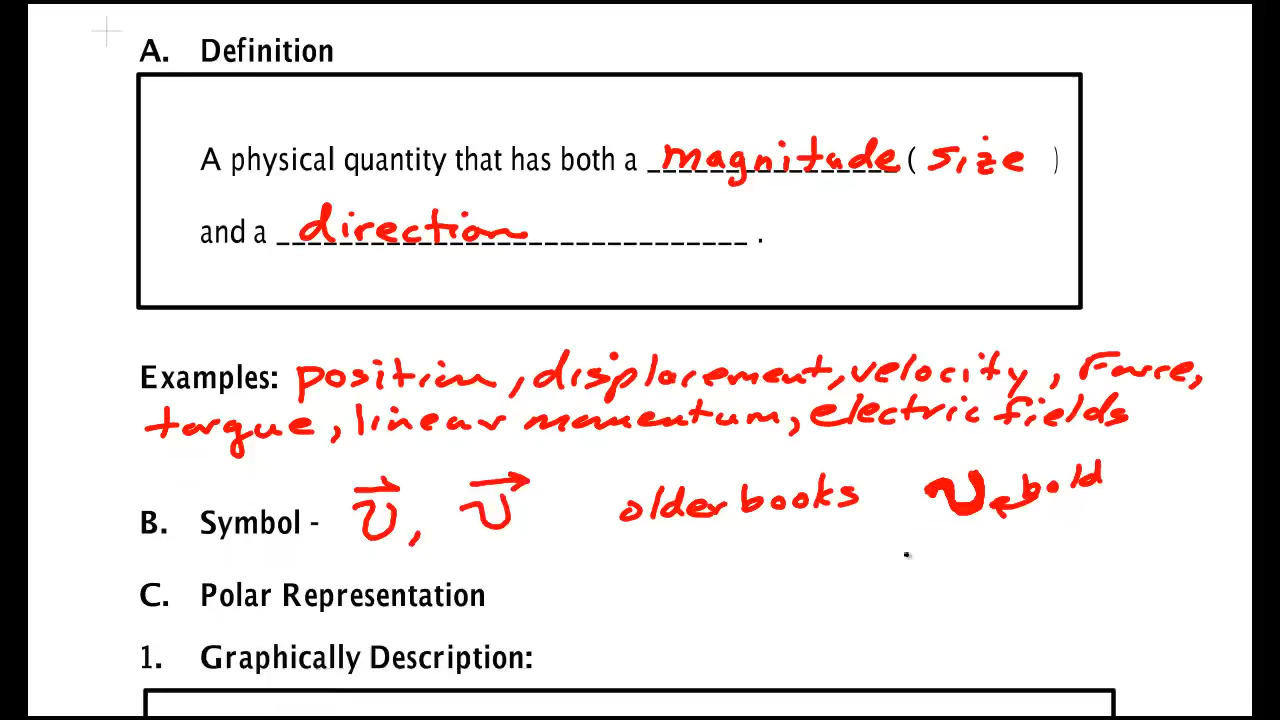 A. Definition
A physical quantity that has both a magnitude ( size )
and a direction .
Examples: position, displacement, velocity, Force,
torque, linear momentum, electric fields
B. Symbol - v⃗, v⃗ older books v ← bold
C. Polar Representation
1. Graphically Description: